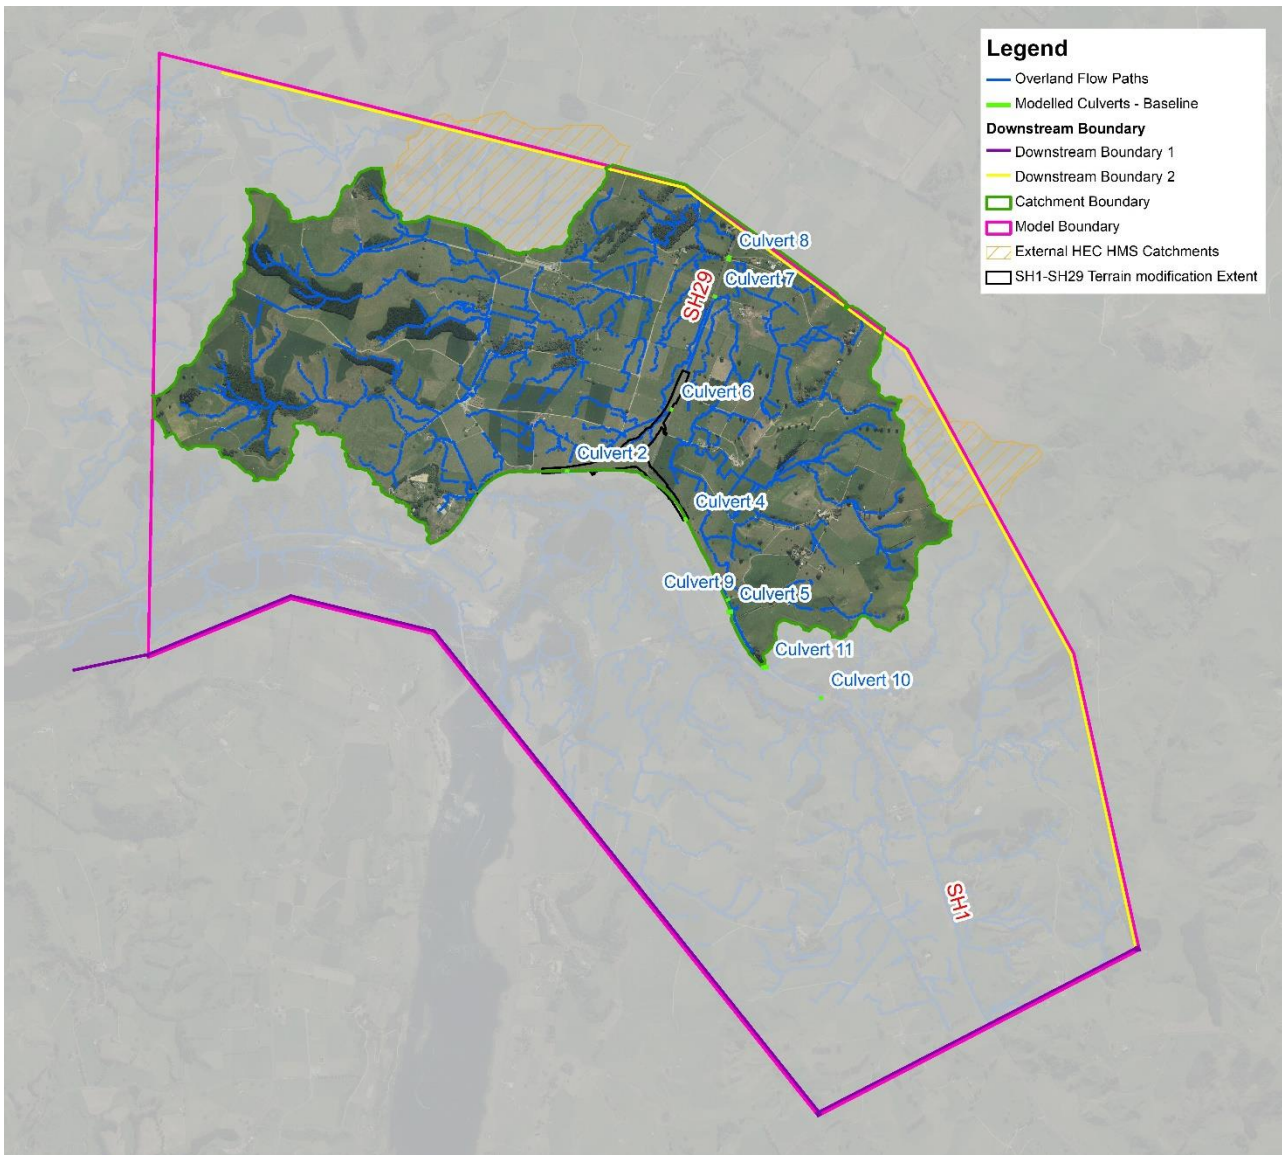 Legend
Overland Flow Paths
Modelled Culverts - Baseline
Downstream Boundary
Downstream Boundary 1
Downstream Boundary 2
Catchment Boundary
Model Boundary
External HEC HMS Catchments
SH1-SH29 Terrain modification Extent
Culvert 8
Culvert 7
SH29
Culvert 6
Culvert 2
Culvert 4
Culvert 9
Culvert 5
Culvert 11
Culvert 10
SH1